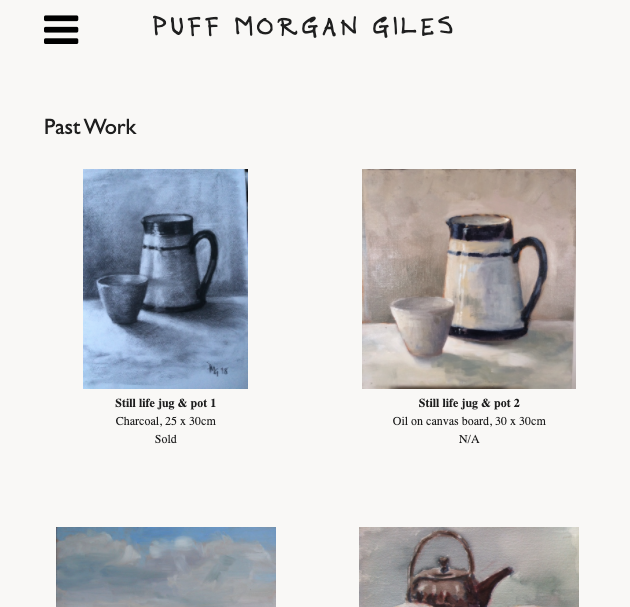 PUFF MORGAN GILES
Past Work
Still life jug & pot 1
Charcoal, 25 x 30cm
Sold
Still life jug & pot 2
Oil on canvas board, 30 x 30cm
N/A